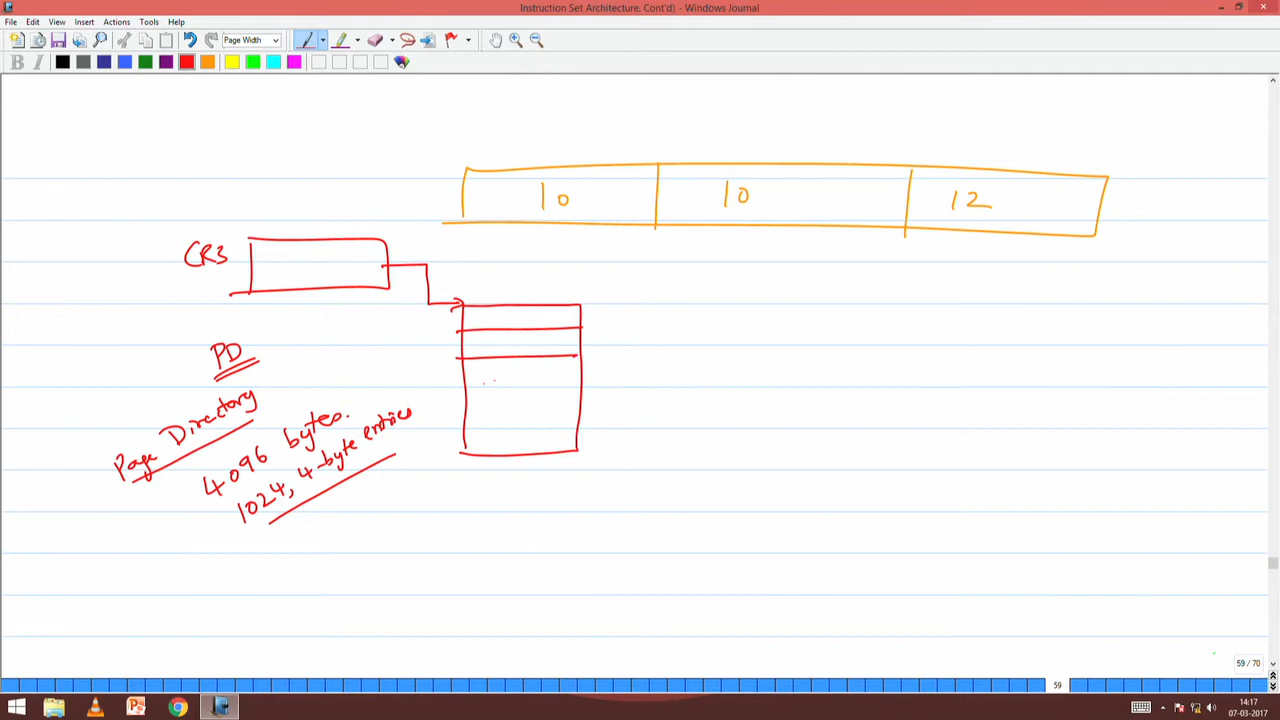 Instruction Set Architecture. Cont'd) - Windows Journal
File Edit View Insert Actions Tools Help
Page Width
B I
10 10 12
CR3
PD
Page Directory
4096 bytes.
1024, 4-byte entries
59 / 70
59
14:17
07-03-2017